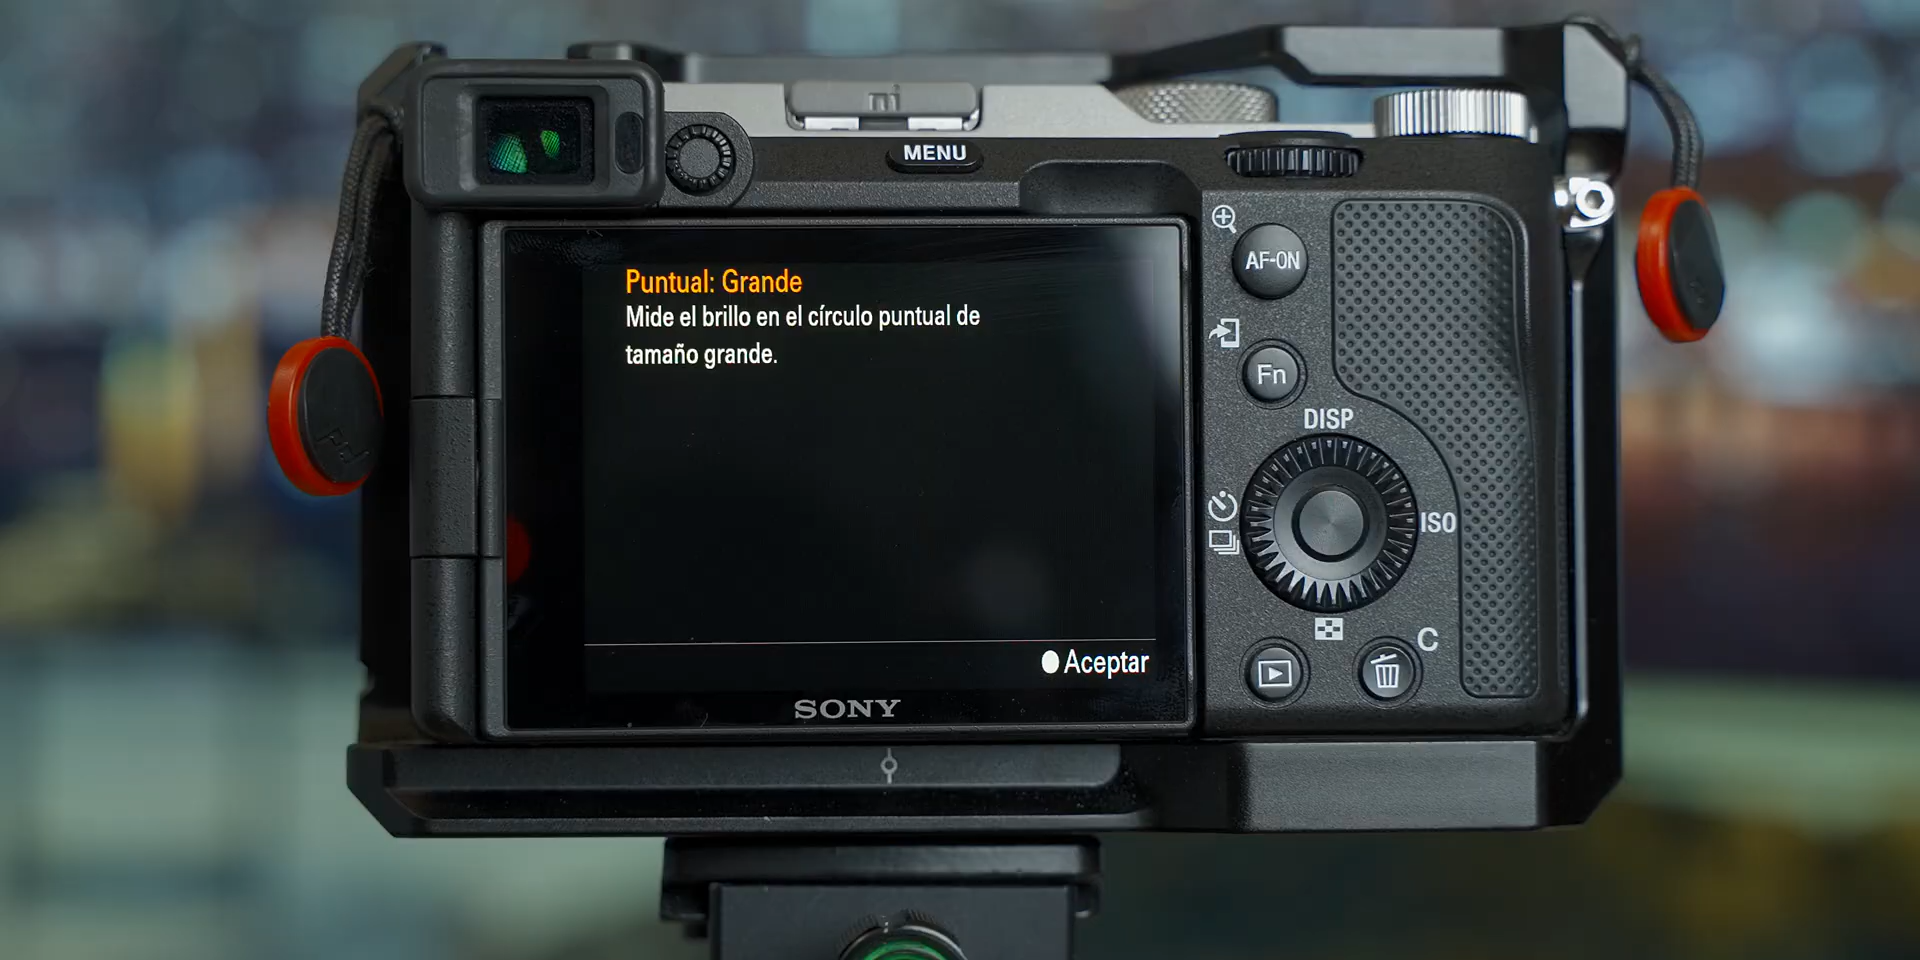 mi
MENU
AF-ON
Puntual: Grande
Mide el brillo en el círculo puntual de
tamaño grande.
Fn
DISP
ISO
C
Aceptar
SONY